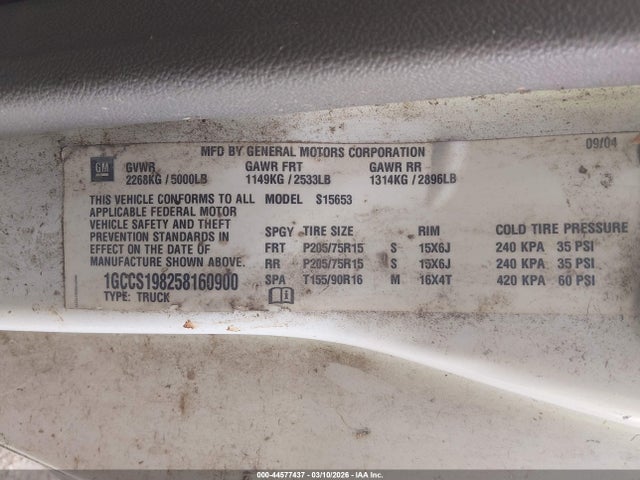 MFD BY GENERAL MOTORS CORPORATION
09/04
GM
GVWR GAWR FRT GAWR RR
2268KG / 5000LB 1149KG / 2533LB 1314KG / 2896LB
THIS VEHICLE CONFORMS TO ALL
APPLICABLE FEDERAL MOTOR
VEHICLE SAFETY AND THEFT
PREVENTION STANDARDS IN
EFFECT ON THE DATE OF
MANUFACTURE SHOWN ABOVE.
1GCCS198258160900
TYPE: TRUCK
MODEL S15653
SPGY TIRE SIZE RIM COLD TIRE PRESSURE
FRT P205/75R15 S 15X6J 240 KPA 35 PSI
RR P205/75R15 S 15X6J 240 KPA 35 PSI
SPA T155/90R16 M 16X4T 420 KPA 60 PSI
000-44577437 - 03/10/2026 - IAA Inc.